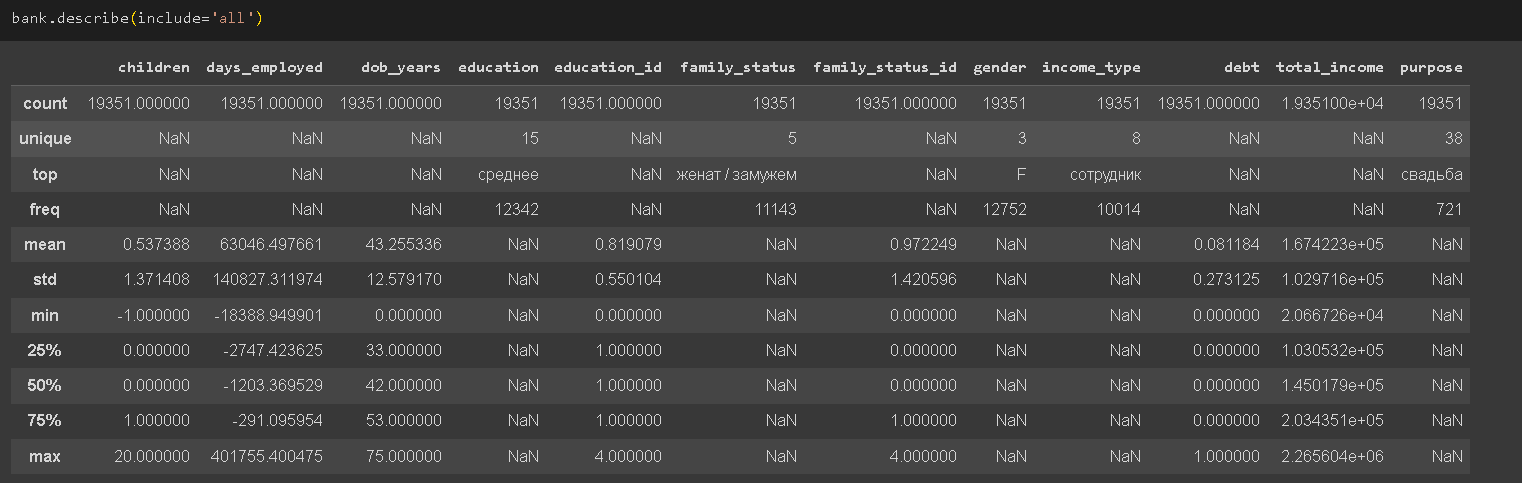 bank.describe(include='all')
children days_employed dob_years education education_id family_status family_status_id gender income_type debt total_income purpose
count 19351.000000 19351.000000 19351.000000 19351 19351.000000 19351 19351.000000 19351 19351 19351.000000 1.935100e+04 19351
unique NaN NaN NaN 15 NaN 5 NaN 3 8 NaN NaN 38
top NaN NaN NaN среднее NaN женат / замужем NaN F сотрудник NaN NaN свадьба
freq NaN NaN NaN 12342 NaN 11143 NaN 12752 10014 NaN NaN 721
mean 0.537388 63046.497661 43.255336 NaN 0.819079 NaN 0.972249 NaN NaN 0.081184 1.674223e+05 NaN
std 1.371408 140827.311974 12.579170 NaN 0.550104 NaN 1.420596 NaN NaN 0.273125 1.029716e+05 NaN
min -1.000000 -18388.949901 0.000000 NaN 0.000000 NaN 0.000000 NaN NaN 0.000000 2.066726e+04 NaN
25% 0.000000 -2747.423625 33.000000 NaN 1.000000 NaN 0.000000 NaN NaN 0.000000 1.030532e+05 NaN
50% 0.000000 -1203.369529 42.000000 NaN 1.000000 NaN 0.000000 NaN NaN 0.000000 1.450179e+05 NaN
75% 1.000000 -291.095954 53.000000 NaN 1.000000 NaN 1.000000 NaN NaN 0.000000 2.034351e+05 NaN
max 20.000000 401755.400475 75.000000 NaN 4.000000 NaN 4.000000 NaN NaN 1.000000 2.265604e+06 NaN